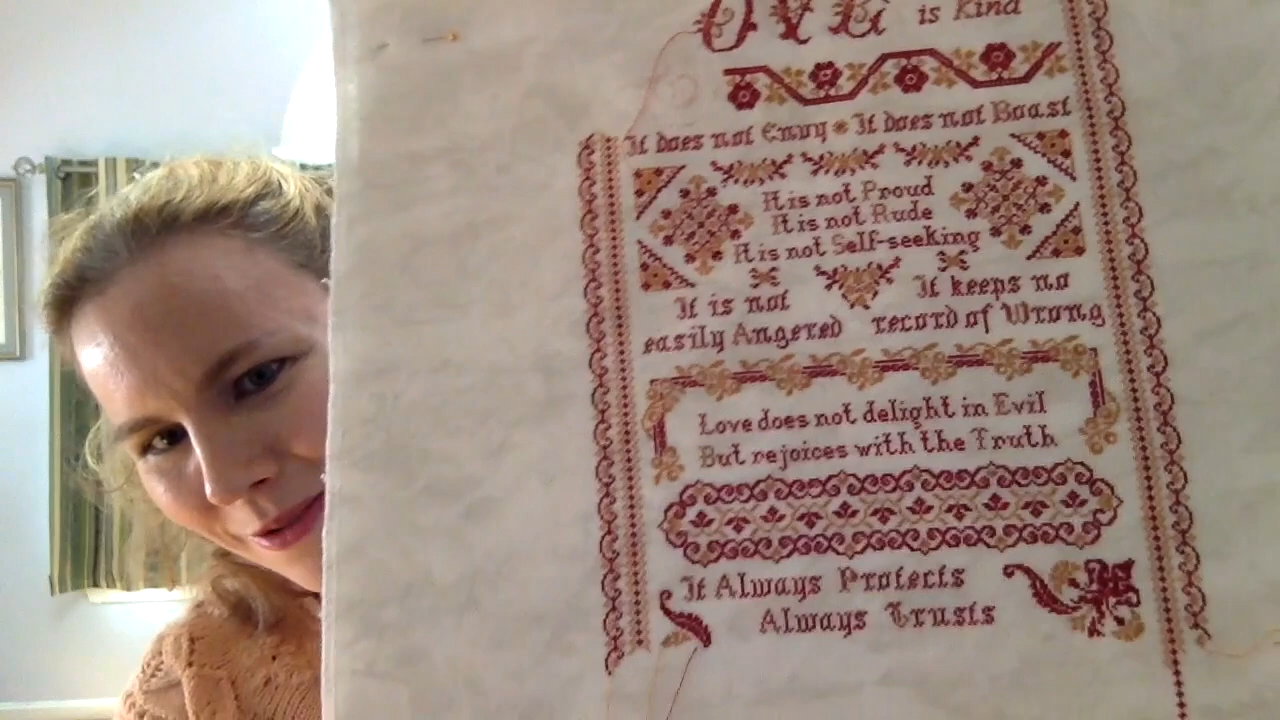 OVE is Kind
It does not Envy It does not Boast
It is not Proud
It is not Rude
It is not Self-seeking
It is not
easily Angered
It keeps no
record of Wrong
Love does not delight in Evil
But rejoices with the Truth
It Always Protects
Always Trusts